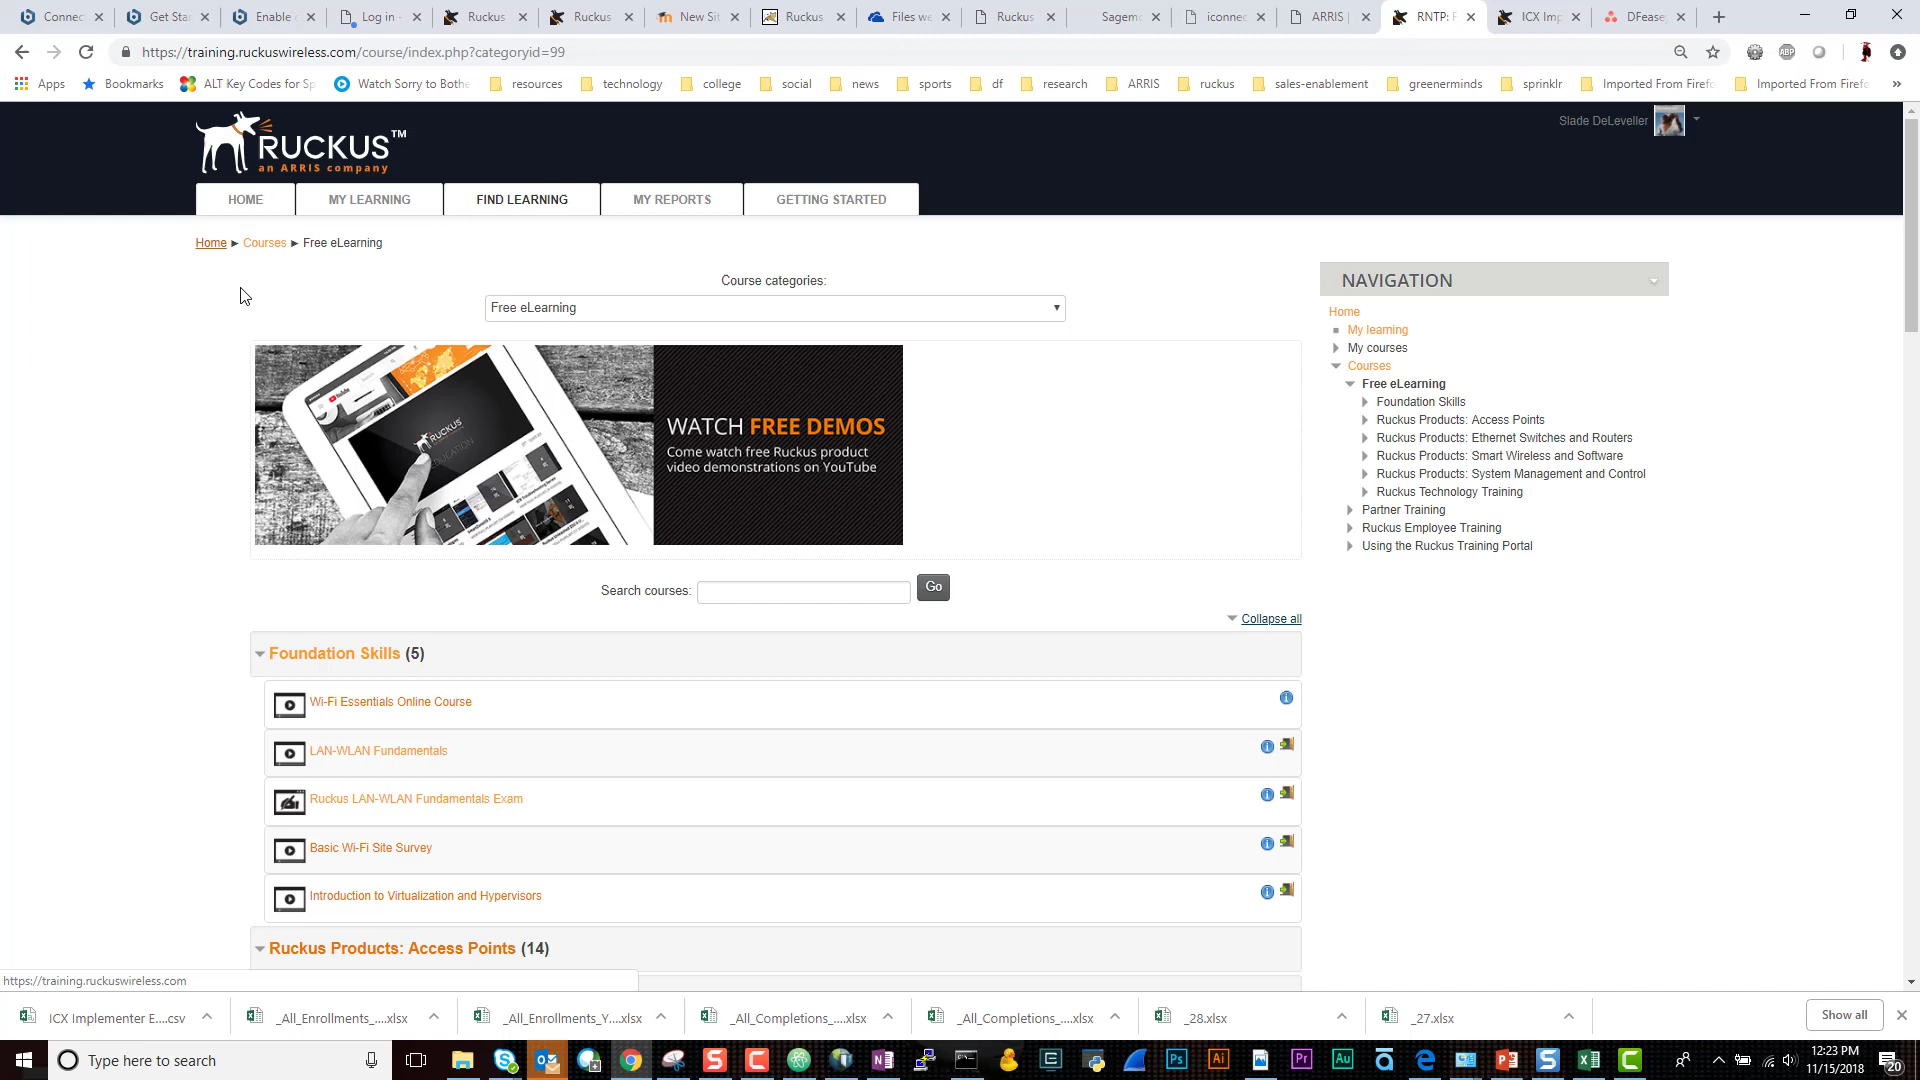 Connec
Get Sta
Enable
Log in -
Ruckus
Ruckus
New Sit
Ruckus
Files we
Ruckus
Sagemc
iconnec
ARRIS |
RNTP: F
ICX Imp
DFease
https://training.ruckuswireless.com/course/index.php?categoryid=99
Apps
Bookmarks
ALT Key Codes for Sp
Watch Sorry to Bothe
resources
technology
college
social
news
sports
df
research
ARRIS
ruckus
sales-enablement
greenerminds
sprinklr
Imported From Firefo
Imported From Firefo
»
RUCKUS™
an ARRIS company
Slade DeLeveller
HOME
MY LEARNING
FIND LEARNING
MY REPORTS
GETTING STARTED
Home ► Courses ► Free eLearning
Course categories:
Free eLearning
WATCH FREE DEMOS
Come watch free Ruckus product
video demonstrations on YouTube
RUCKUS
EDUCATION
Search courses:
Go
Collapse all
Foundation Skills (5)
Wi-Fi Essentials Online Course
LAN-WLAN Fundamentals
Ruckus LAN-WLAN Fundamentals Exam
Basic Wi-Fi Site Survey
Introduction to Virtualization and Hypervisors
Ruckus Products: Access Points (14)
NAVIGATION
Home
My learning
My courses
Courses
Free eLearning
Foundation Skills
Ruckus Products: Access Points
Ruckus Products: Ethernet Switches and Routers
Ruckus Products: Smart Wireless and Software
Ruckus Products: System Management and Control
Ruckus Technology Training
Partner Training
Ruckus Employee Training
Using the Ruckus Training Portal
https://training.ruckuswireless.com
ICX Implementer E....csv
_All_Enrollments_....xlsx
_All_Enrollments_Y....xlsx
_All_Completions_....xlsx
_All_Completions_....xlsx
_28.xlsx
_27.xlsx
Show all
Type here to search
12:23 PM
11/15/2018
20